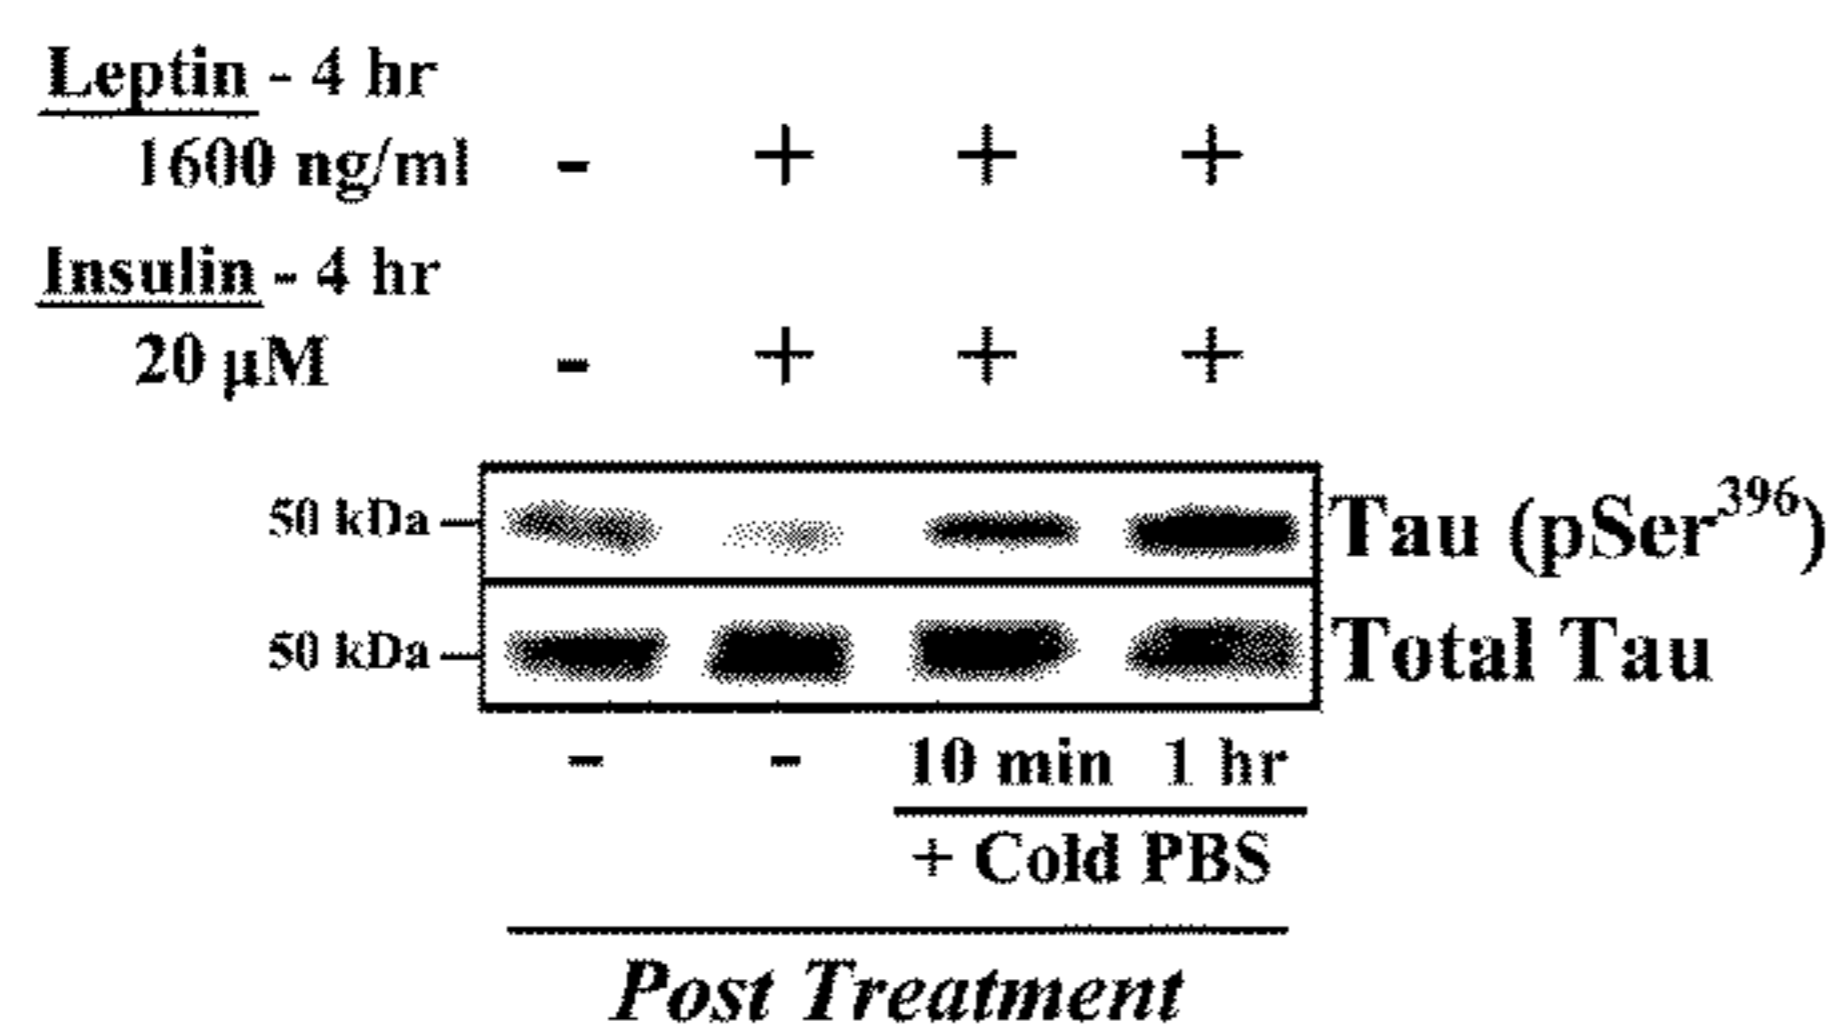 Leptin - 4 hr
1600 ng/ml - + + +
Insulin - 4 hr
20 µM - + + +
50 kDa Tau (pSer³⁹⁶)
50 kDa Total Tau
- - 10 min 1 hr
+ Cold PBS
Post Treatment